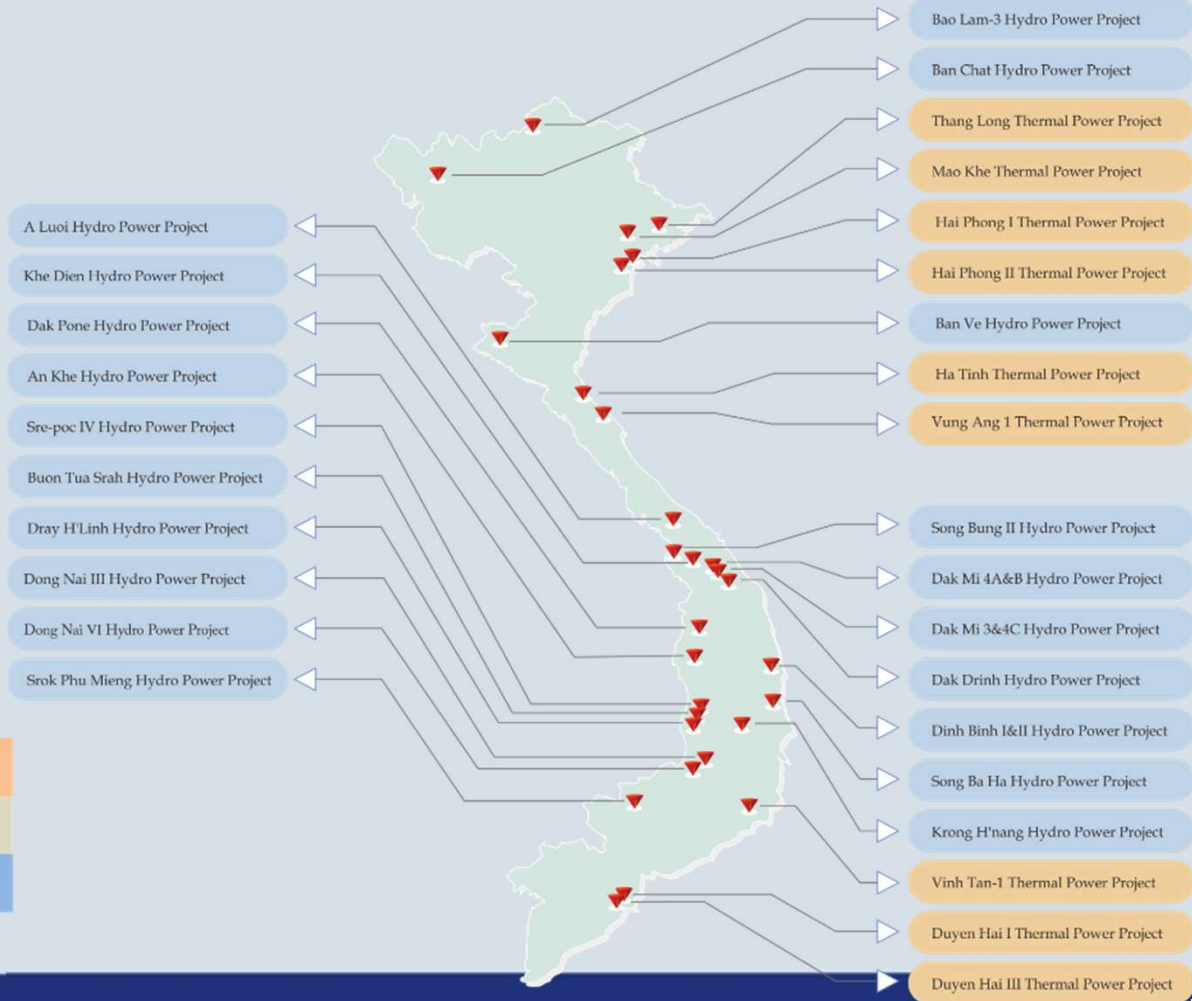 A Luoi Hydro Power Project
Khe Dien Hydro Power Project
Dak Pone Hydro Power Project
An Khe Hydro Power Project
Sre-poc IV Hydro Power Project
Buon Tua Srah Hydro Power Project
Dray H'Linh Hydro Power Project
Dong Nai III Hydro Power Project
Dong Nai VI Hydro Power Project
Srok Phu Mieng Hydro Power Project
Bao Lam-3 Hydro Power Project
Ban Chat Hydro Power Project
Thang Long Thermal Power Project
Mao Khe Thermal Power Project
Hai Phong I Thermal Power Project
Hai Phong II Thermal Power Project
Ban Ve Hydro Power Project
Ha Tinh Thermal Power Project
Vung Ang 1 Thermal Power Project
Song Bung II Hydro Power Project
Dak Mi 4A&B Hydro Power Project
Dak Mi 3&4C Hydro Power Project
Dak Drinh Hydro Power Project
Dinh Binh I&II Hydro Power Project
Song Ba Ha Hydro Power Project
Krong H'nang Hydro Power Project
Vinh Tan-1 Thermal Power Project
Duyen Hai I Thermal Power Project
Duyen Hai III Thermal Power Project